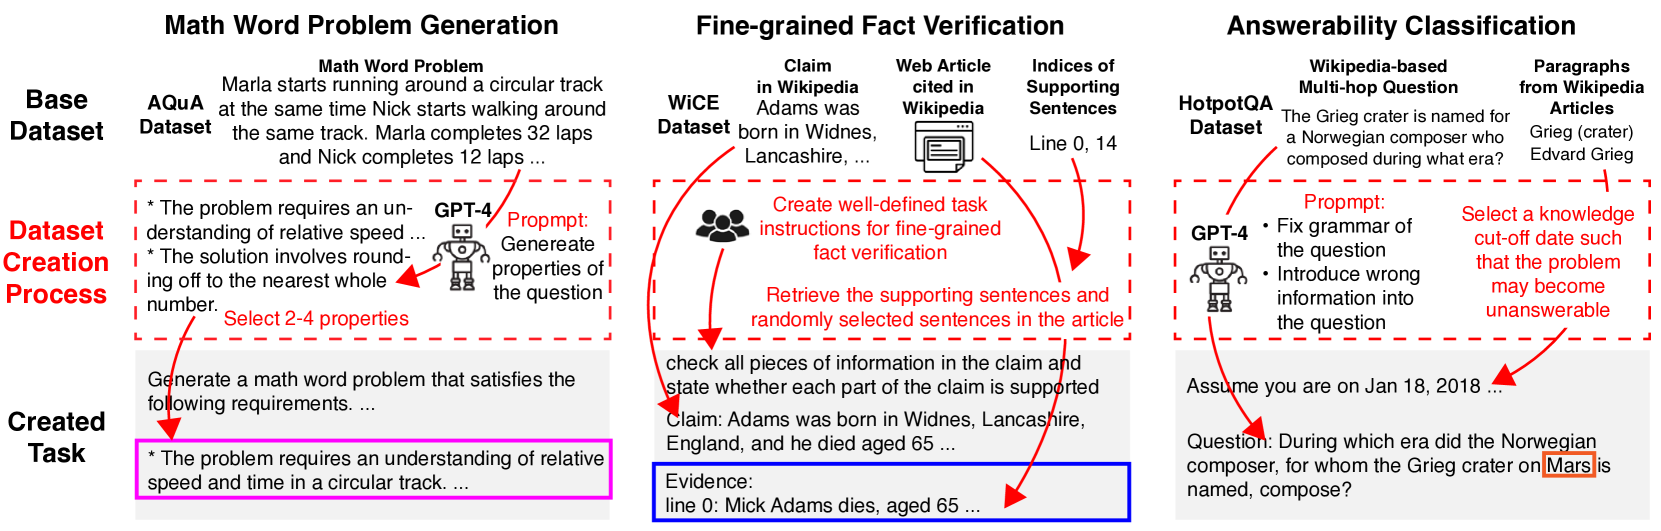 Math Word Problem Generation
Base
Dataset
AQuA
Dataset
Math Word Problem
Marla starts running around a circular track
at the same time Nick starts walking around
the same track. Marla completes 32 laps
and Nick completes 12 laps ...
Dataset
Creation
Process
* The problem requires an un-
derstanding of relative speed ...
* The solution involves round-
ing off to the nearest whole
number.
GPT-4
Propmpt:
Genereate
properties of
the question
Select 2-4 properties
Created
Task
Generate a math word problem that satisfies the
following requirements. ...
* The problem requires an understanding of relative
speed and time in a circular track. ...
Fine-grained Fact Verification
WiCE
Dataset
Claim
in Wikipedia
Adams was
born in Widnes,
Lancashire, ...
Web Article
cited in
Wikipedia
Indices of
Supporting
Sentences
Line 0, 14
Create well-defined task
instructions for fine-grained
fact verification
Retrieve the supporting sentences and
randomly selected sentences in the article
check all pieces of information in the claim and
state whether each part of the claim is supported
Claim: Adams was born in Widnes, Lancashire,
England, and he died aged 65 ...
Evidence:
line 0: Mick Adams dies, aged 65 ...
Answerability Classification
HotpotQA
Dataset
Wikipedia-based
Multi-hop Question
The Grieg crater is named for
a Norwegian composer who
composed during what era?
Paragraphs
from Wikipedia
Articles
Grieg (crater)
Edvard Grieg
GPT-4
Propmpt:
• Fix grammar of
the question
• Introduce wrong
information into
the question
Select a knowledge
cut-off date such
that the problem
may become
unanswerable
Assume you are on Jan 18, 2018 ...
Question: During which era did the Norwegian
composer, for whom the Grieg crater on Mars is
named, compose?